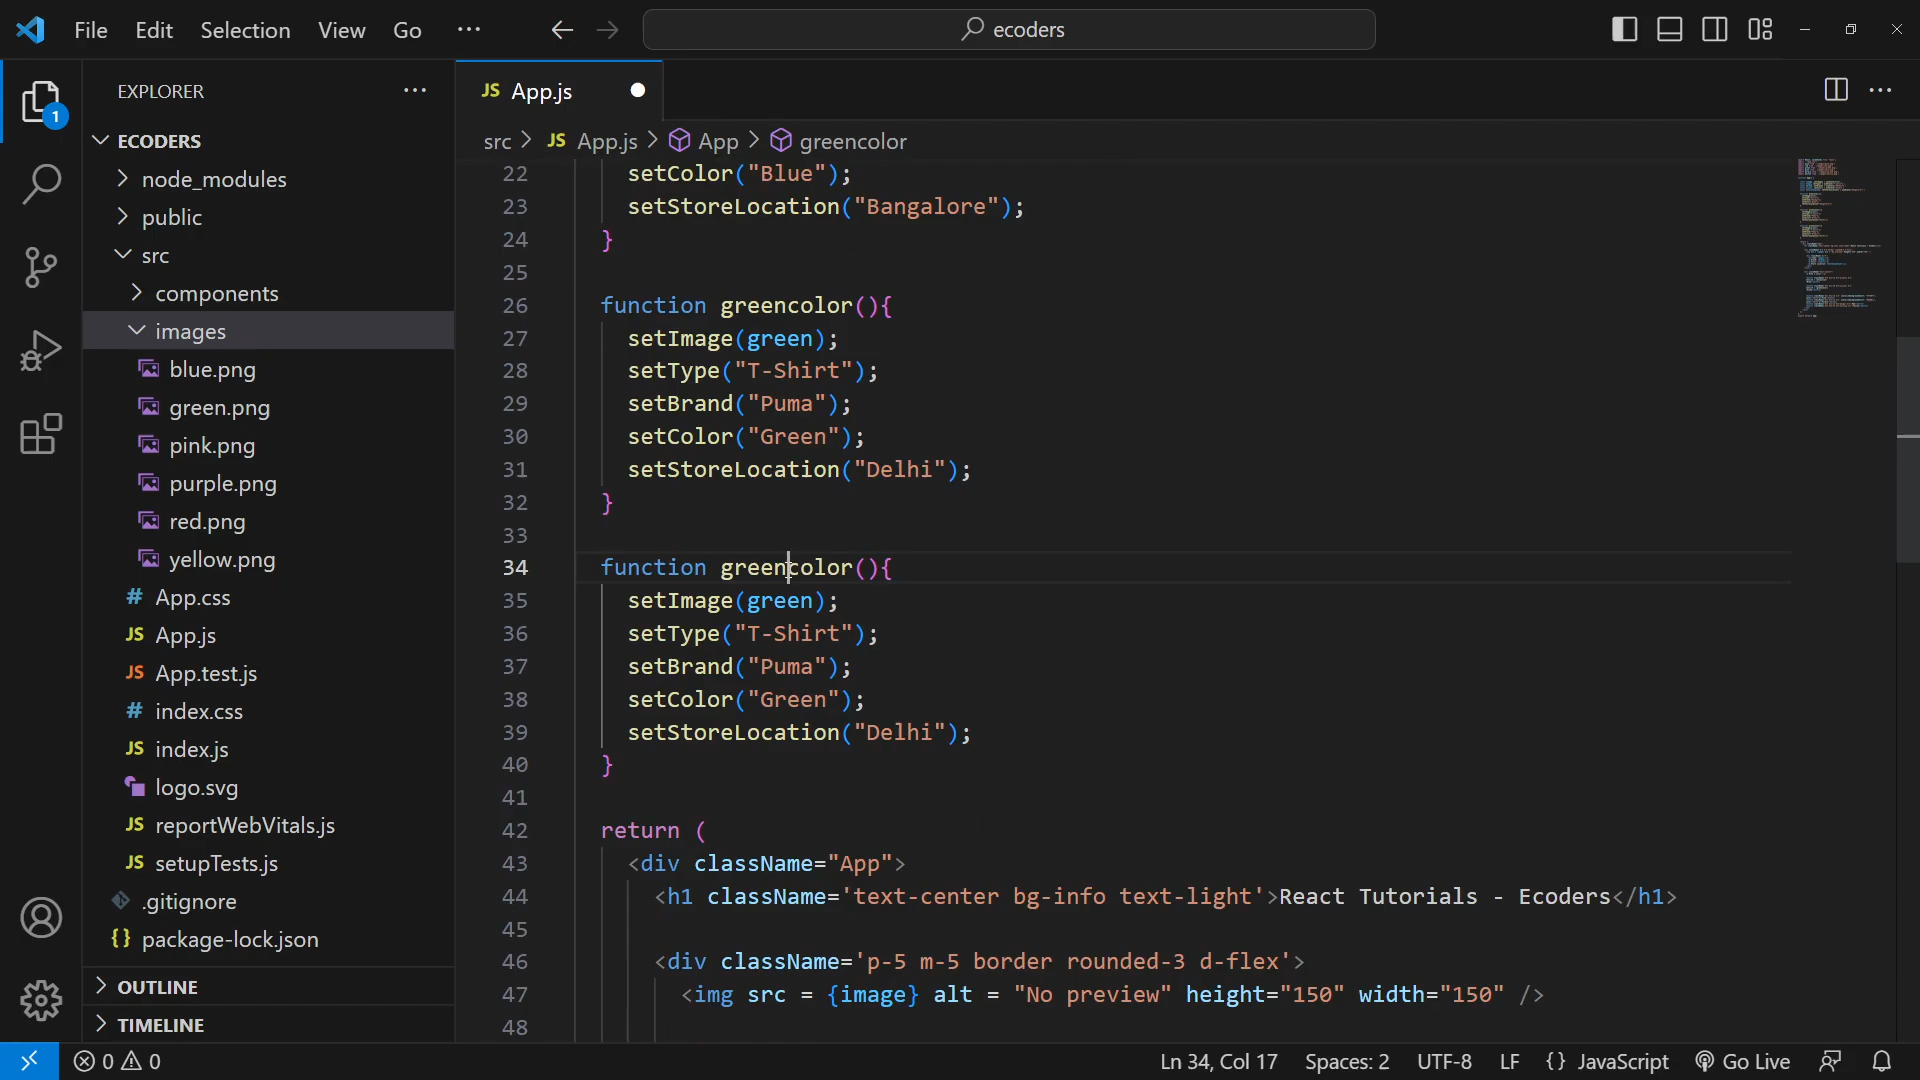 File Edit Selection View Go ··· ecoders
EXPLORER ···
JS App.js
src > JS App.js > App > greencolor
1
ECODERS
node_modules
public
src
components
images
blue.png
green.png
pink.png
purple.png
red.png
yellow.png
# App.css
JS App.js
JS App.test.js
# index.css
JS index.js
logo.svg
JS reportWebVitals.js
JS setupTests.js
.gitignore
{} package-lock.json
OUTLINE
TIMELINE
22 setColor("Blue");
23 setStoreLocation("Bangalore");
24 }
25
26 function greencolor(){
27 setImage(green);
28 setType("T-Shirt");
29 setBrand("Puma");
30 setColor("Green");
31 setStoreLocation("Delhi");
32 }
33
34 function greencolor(){
35 setImage(green);
36 setType("T-Shirt");
37 setBrand("Puma");
38 setColor("Green");
39 setStoreLocation("Delhi");
40 }
41
42 return (
43 <div className="App">
44 <h1 className='text-center bg-info text-light'>React Tutorials - Ecoders</h1>
45
46 <div className='p-5 m-5 border rounded-3 d-flex'>
47 <img src = {image} alt = "No preview" height="150" width="150" />
48
0 0 Ln 34, Col 17 Spaces: 2 UTF-8 LF {} JavaScript Go Live